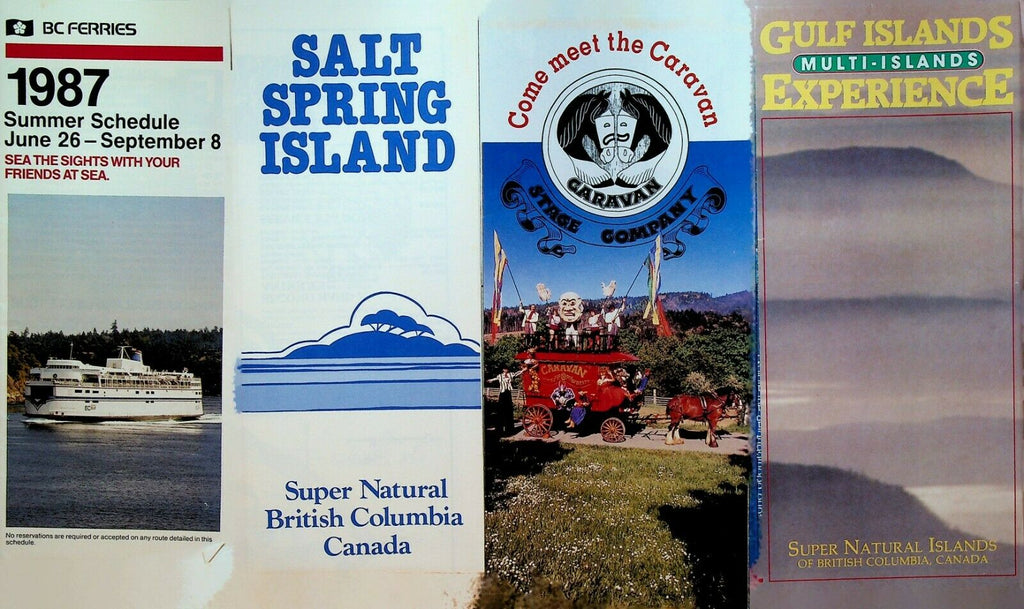 BC FERRIES
1987
Summer Schedule
June 26 – September 8
SEA THE SIGHTS WITH YOUR
FRIENDS AT SEA.
BC
No reservations are required or accepted on any route detailed in this
schedule.
SALT
SPRING
ISLAND
Super Natural
British Columbia
Canada
Come meet the Caravan
CARAVAN
STAGE COMPANY
CARAVAN
GULF ISLANDS
MULTI-ISLANDS
EXPERIENCE
SUPER NATURAL ISLANDS
OF BRITISH COLUMBIA, CANADA